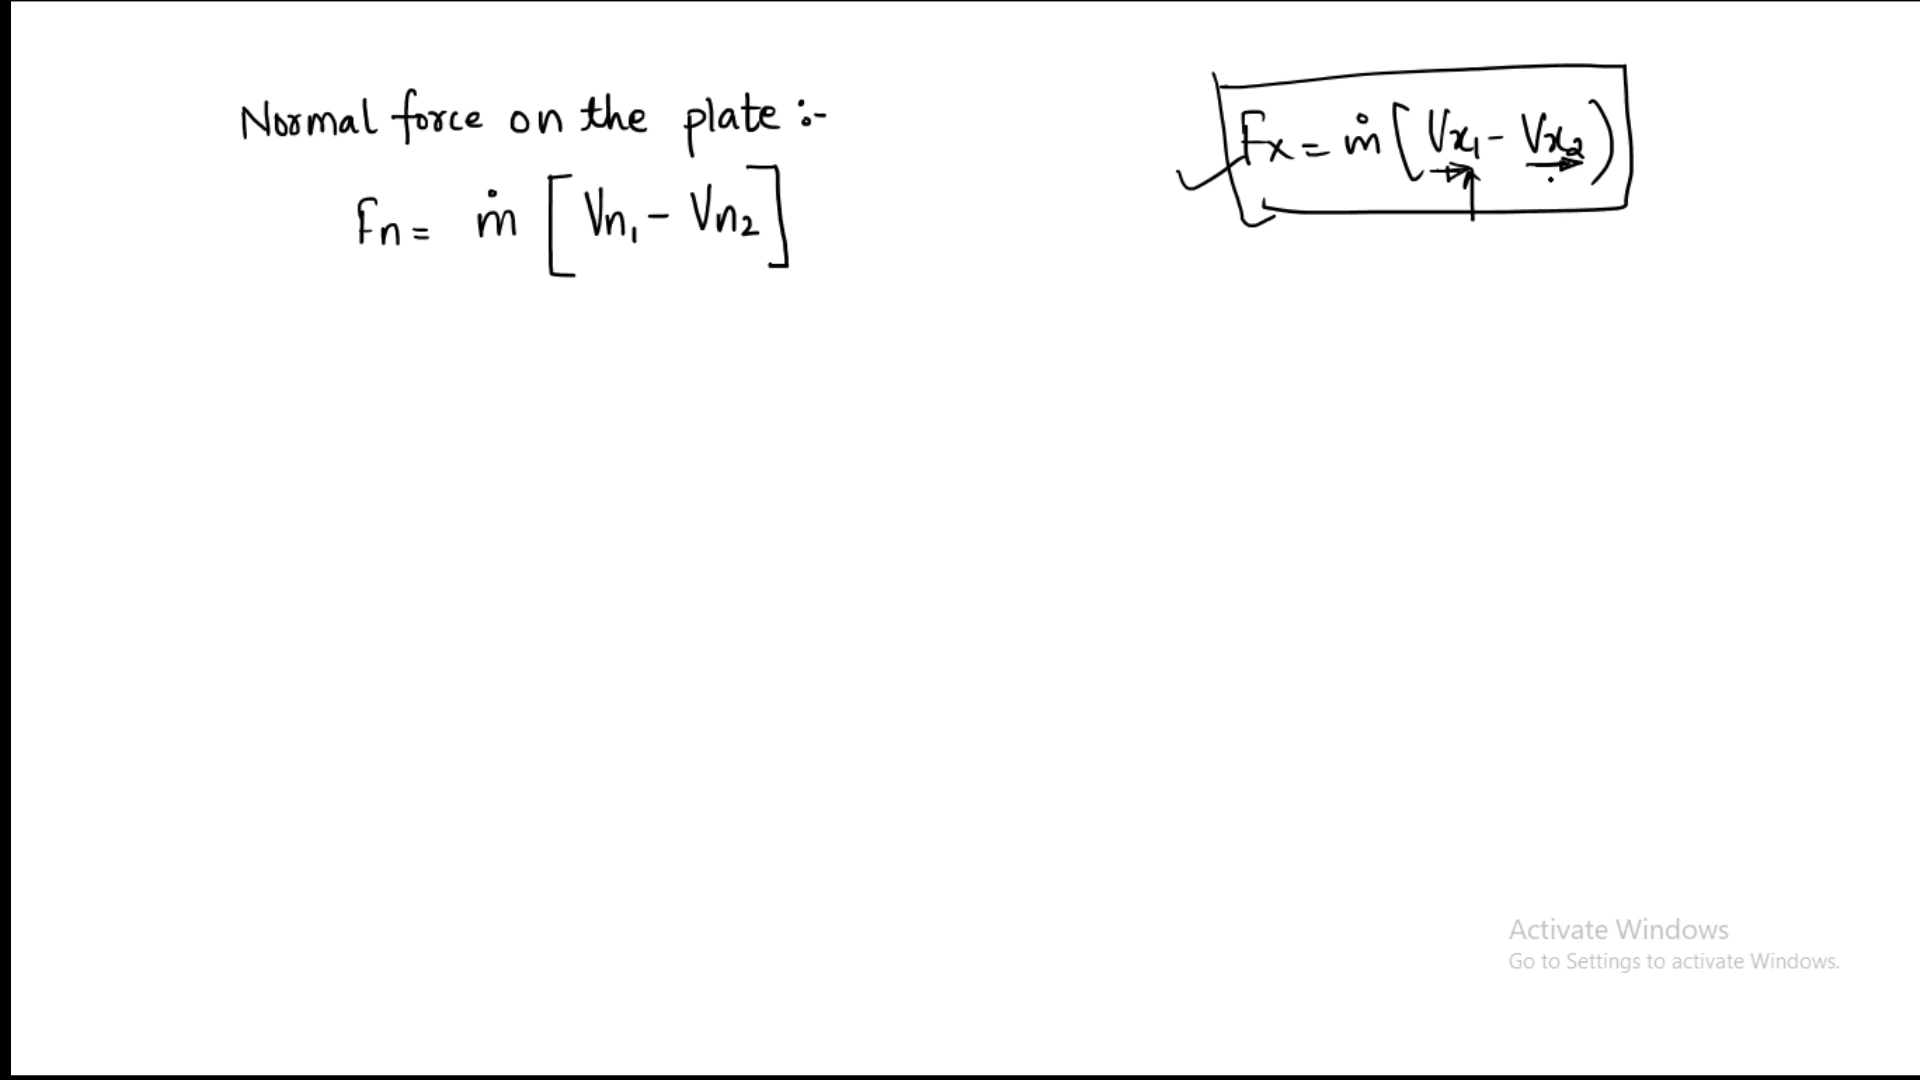 Normal force on the plate :-
Fn = ṁ [Vn₁ - Vn₂]
Fx = ṁ (Vx₁ - Vx₂)
Activate Windows
Go to Settings to activate Windows.